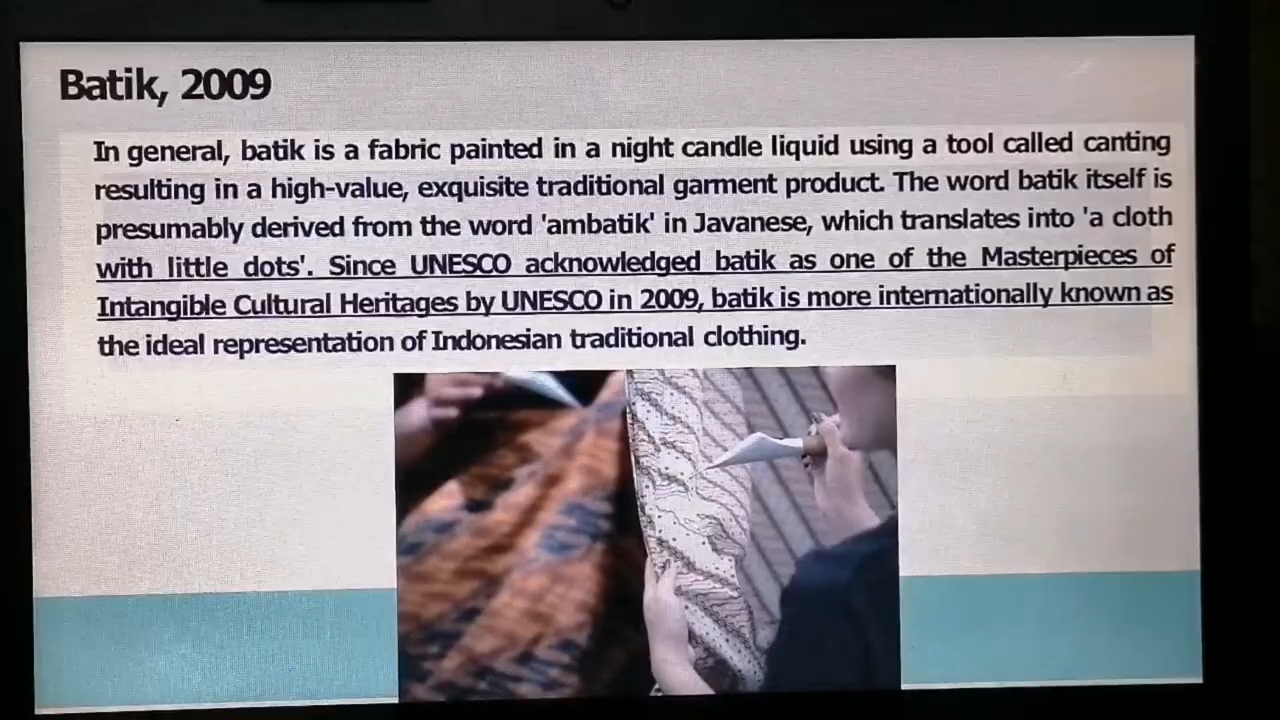 Batik, 2009
In general, batik is a fabric painted in a night candle liquid using a tool called canting
resulting in a high-value, exquisite traditional garment product. The word batik itself is
presumably derived from the word 'ambatik' in Javanese, which translates into 'a cloth
with little dots'. Since UNESCO acknowledged batik as one of the Masterpieces of
Intangible Cultural Heritages by UNESCO in 2009, batik is more internationally known as
the ideal representation of Indonesian traditional clothing.